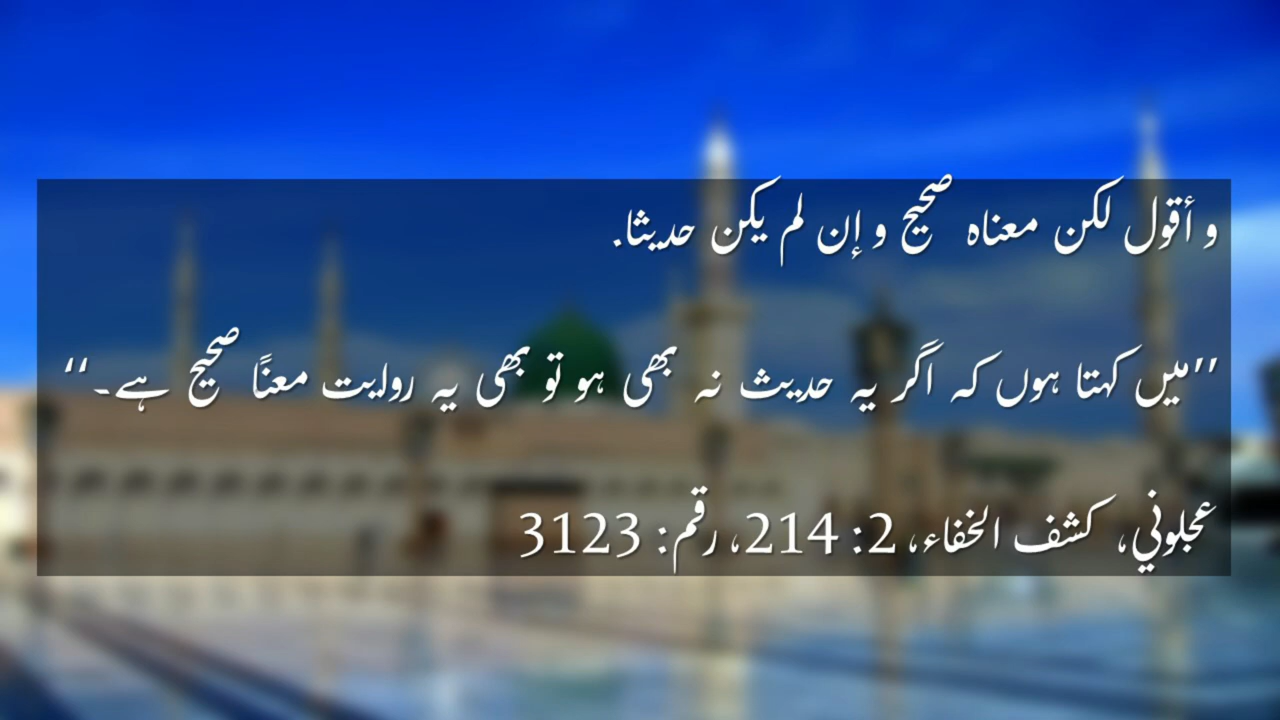 و أقول لكن معناه صحيح و إن لم يكن حديثا.
’’میں کہتا ہوں کہ اگر یہ حدیث نہ بھی ہو تو بھی یہ روایت معنًا صحیح ہے۔‘‘
عجلوني، كشف الخفاء، 2: 214، رقم: 3123